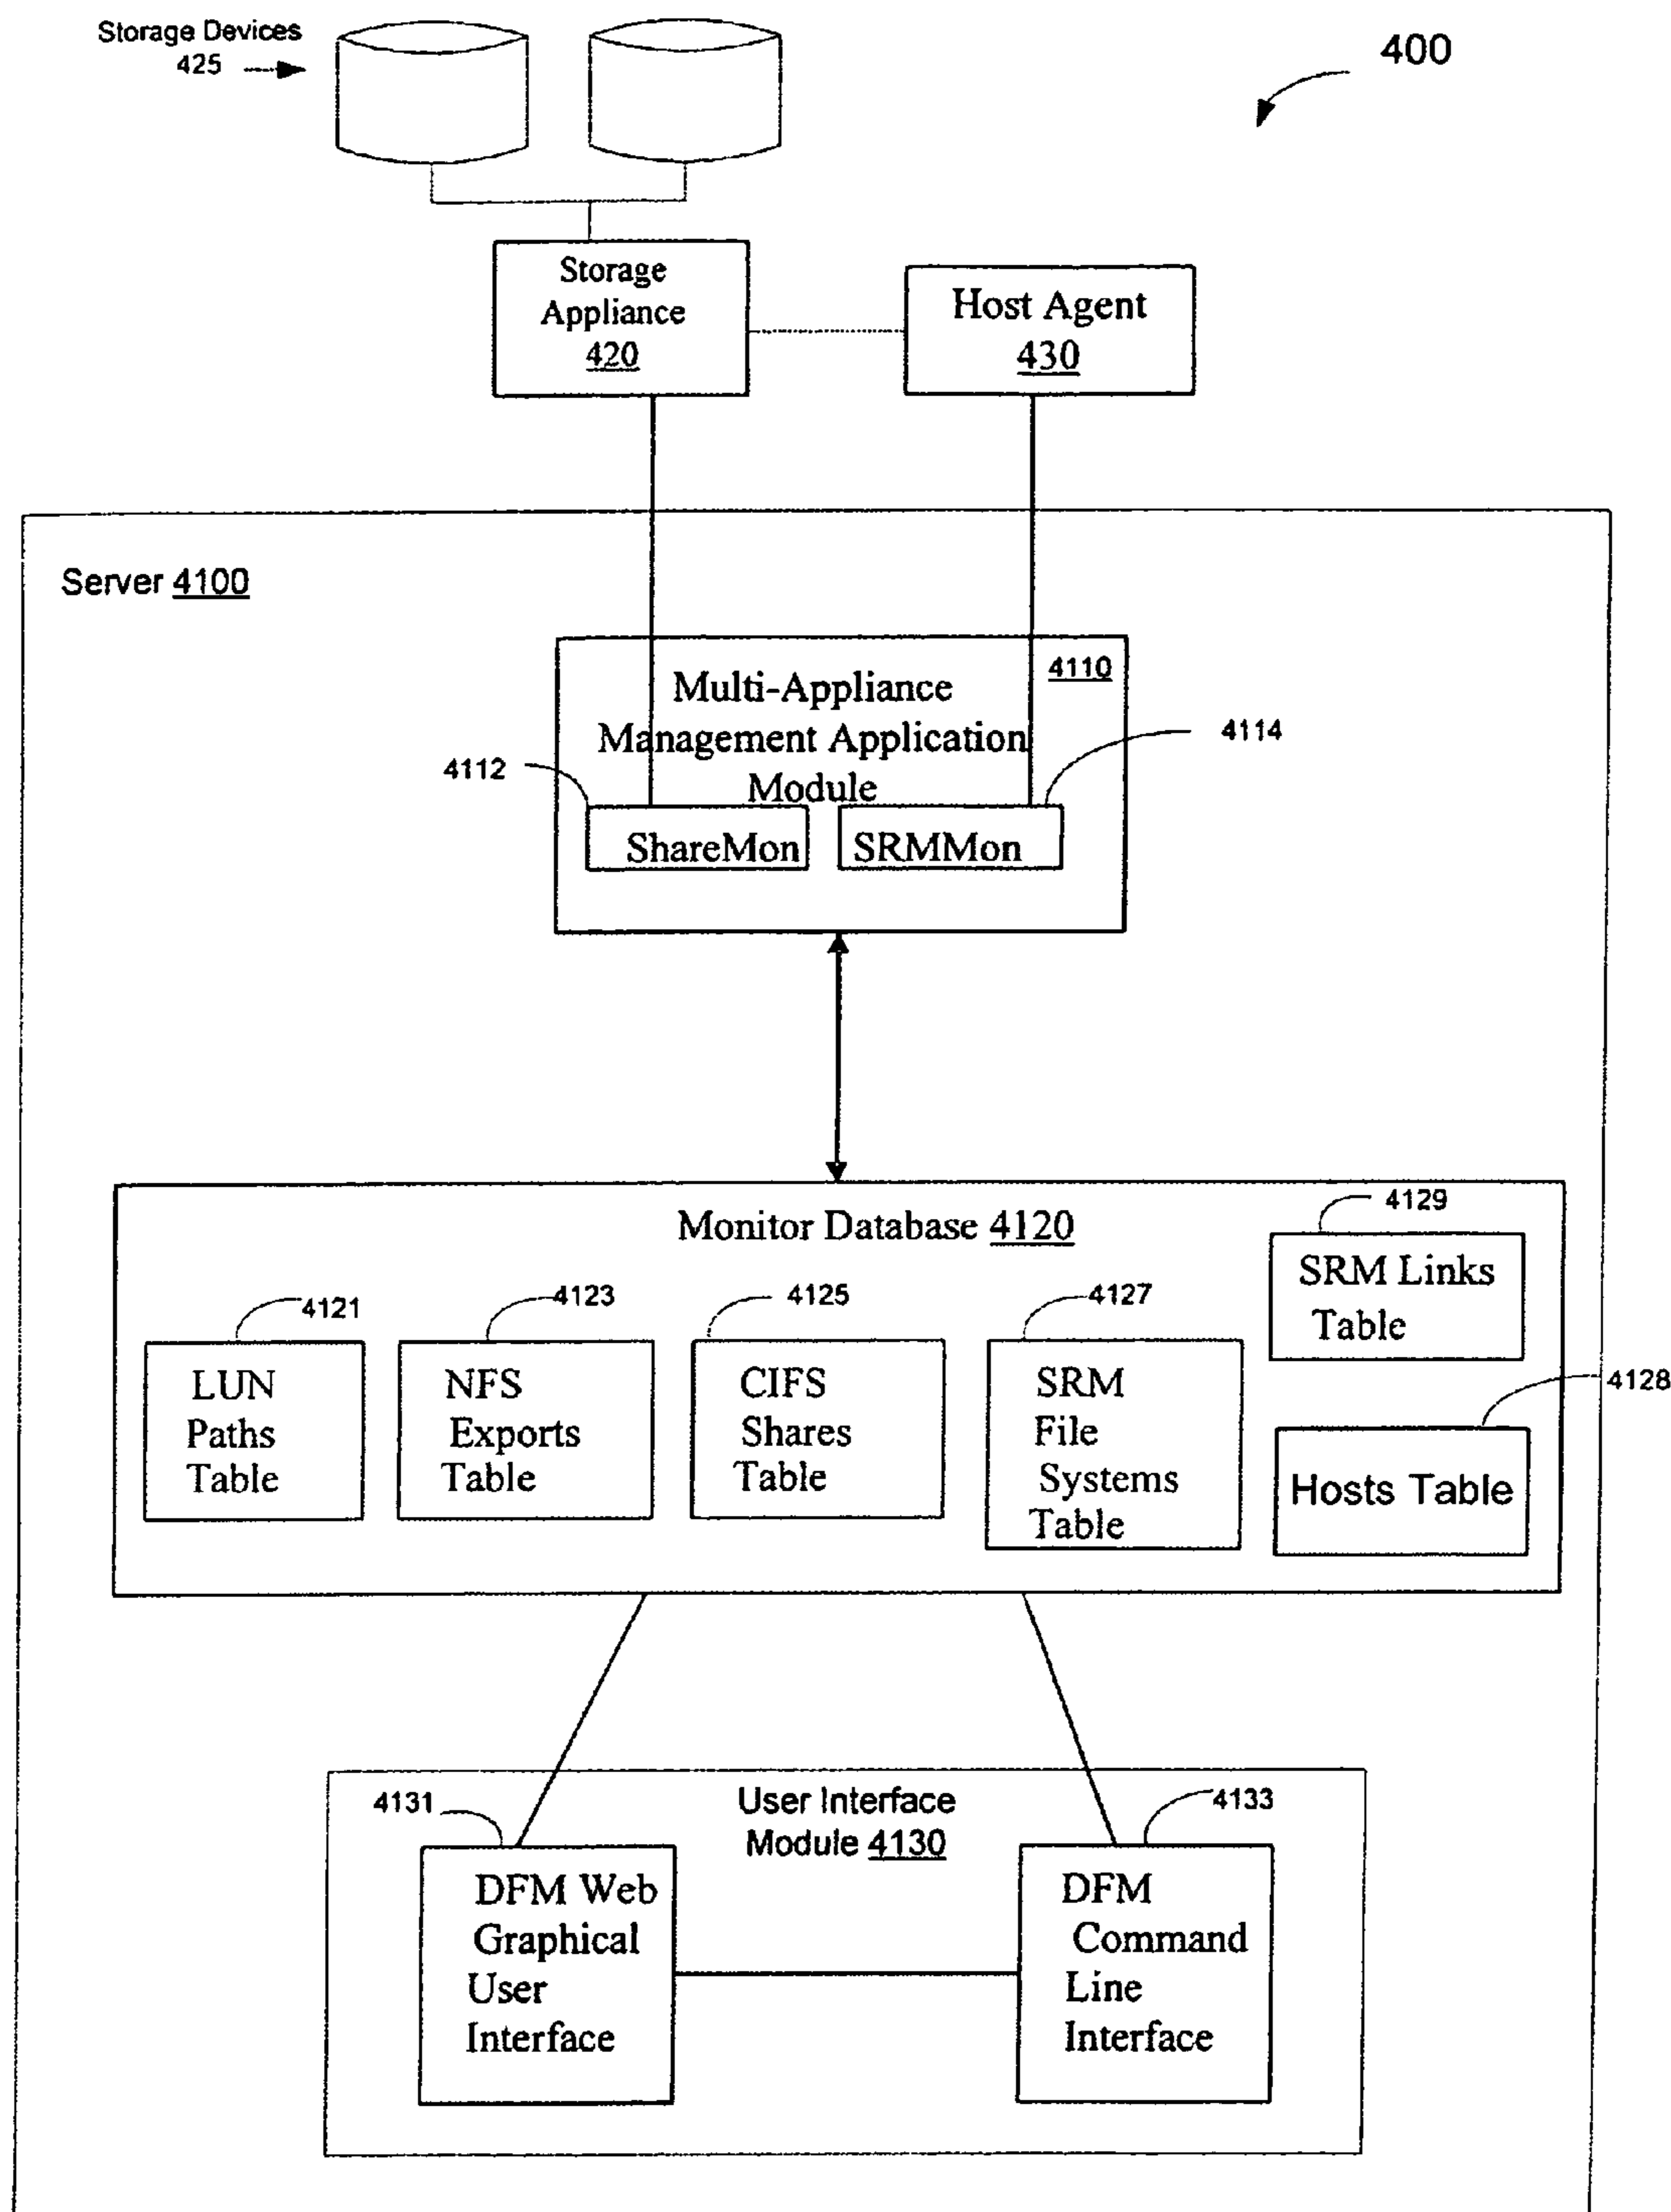 Storage Devices
425
400
Storage
Appliance
420
Host Agent
430
Server 4100
4110
Multi-Appliance
Management Application
Module
4112
4114
ShareMon
SRMMon
Monitor Database 4120
4129
SRM Links
Table
4121
4123
4125
4127
4128
LUN
Paths
Table
NFS
Exports
Table
CIFS
Shares
Table
SRM
File
Systems
Table
Hosts Table
User Interface
Module 4130
4131
4133
DFM Web
Graphical
User
Interface
DFM
Command
Line
Interface